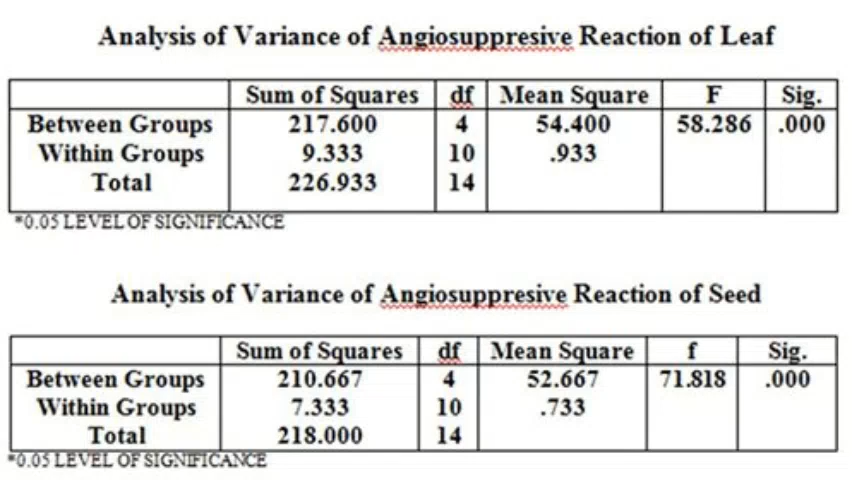 Analysis of Variance of Angiosuppresive Reaction of Leaf
Sum of Squares df Mean Square F Sig.
Between Groups 217.600 4 54.400 58.286 .000
Within Groups 9.333 10 .933
Total 226.933 14
*0.05 LEVEL OF SIGNIFICANCE
Analysis of Variance of Angiosuppresive Reaction of Seed
Sum of Squares df Mean Square f Sig.
Between Groups 210.667 4 52.667 71.818 .000
Within Groups 7.333 10 .733
Total 218.000 14
*0.05 LEVEL OF SIGNIFICANCE